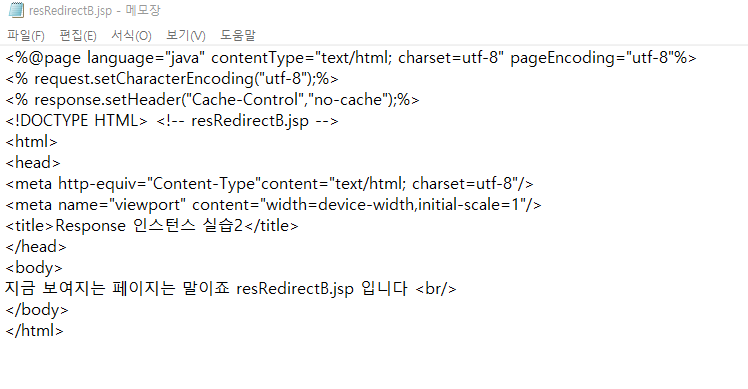 resRedirectB.jsp - 메모장
파일(F) 편집(E) 서식(O) 보기(V) 도움말
<%@page language="java" contentType="text/html; charset=utf-8" pageEncoding="utf-8"%>
<% request.setCharacterEncoding("utf-8");%>
<% response.setHeader("Cache-Control","no-cache");%>
<!DOCTYPE HTML> <!-- resRedirectB.jsp -->
<html>
<head>
<meta http-equiv="Content-Type"content="text/html; charset=utf-8"/>
<meta name="viewport" content="width=device-width,initial-scale=1"/>
<title>Response 인스턴스 실습2</title>
</head>
<body>
지금 보여지는 페이지는 말이죠 resRedirectB.jsp 입니다 <br/>
</body>
</html>